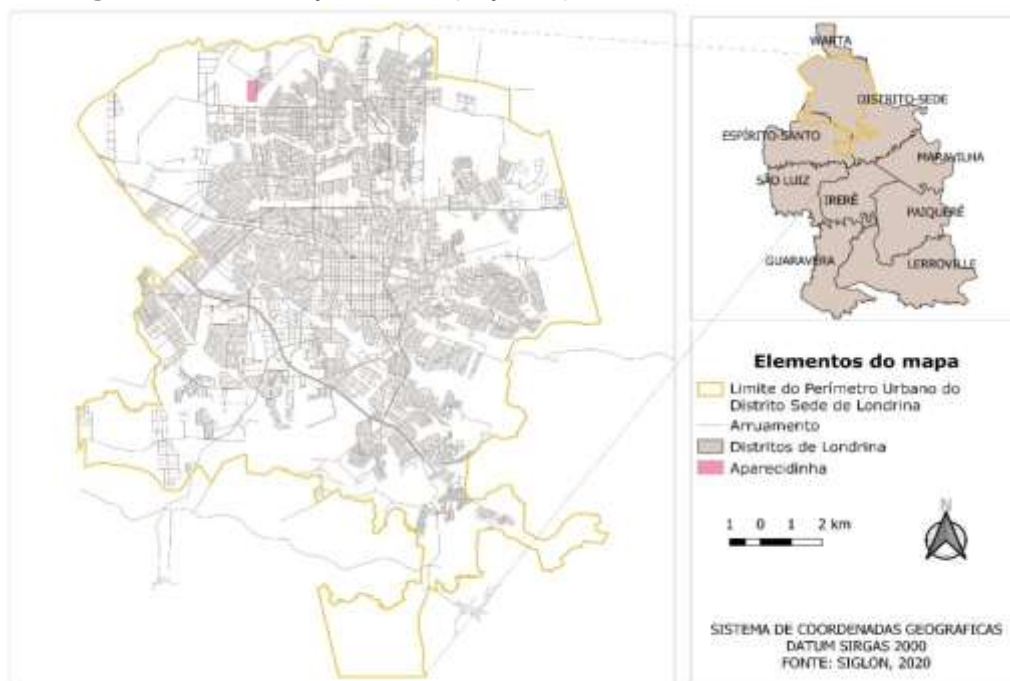 WARTA
DISTRITO-SEDE
ESPÍRITO-SANTO
MARAVILHA
SÃO LUIZ
IRERÊ
PAIQUERÊ
GUARAVERA
LERROVILLE
Elementos do mapa
Limite do Perímetro Urbano do
Distrito Sede de Londrina
Arruamento
Distritos de Londrina
Aparecidinha
1 0 1 2 km
N
SISTEMA DE COORDENADAS GEOGRÁFICAS
DATUM SIRGAS 2000
FONTE: SIGLON, 2020